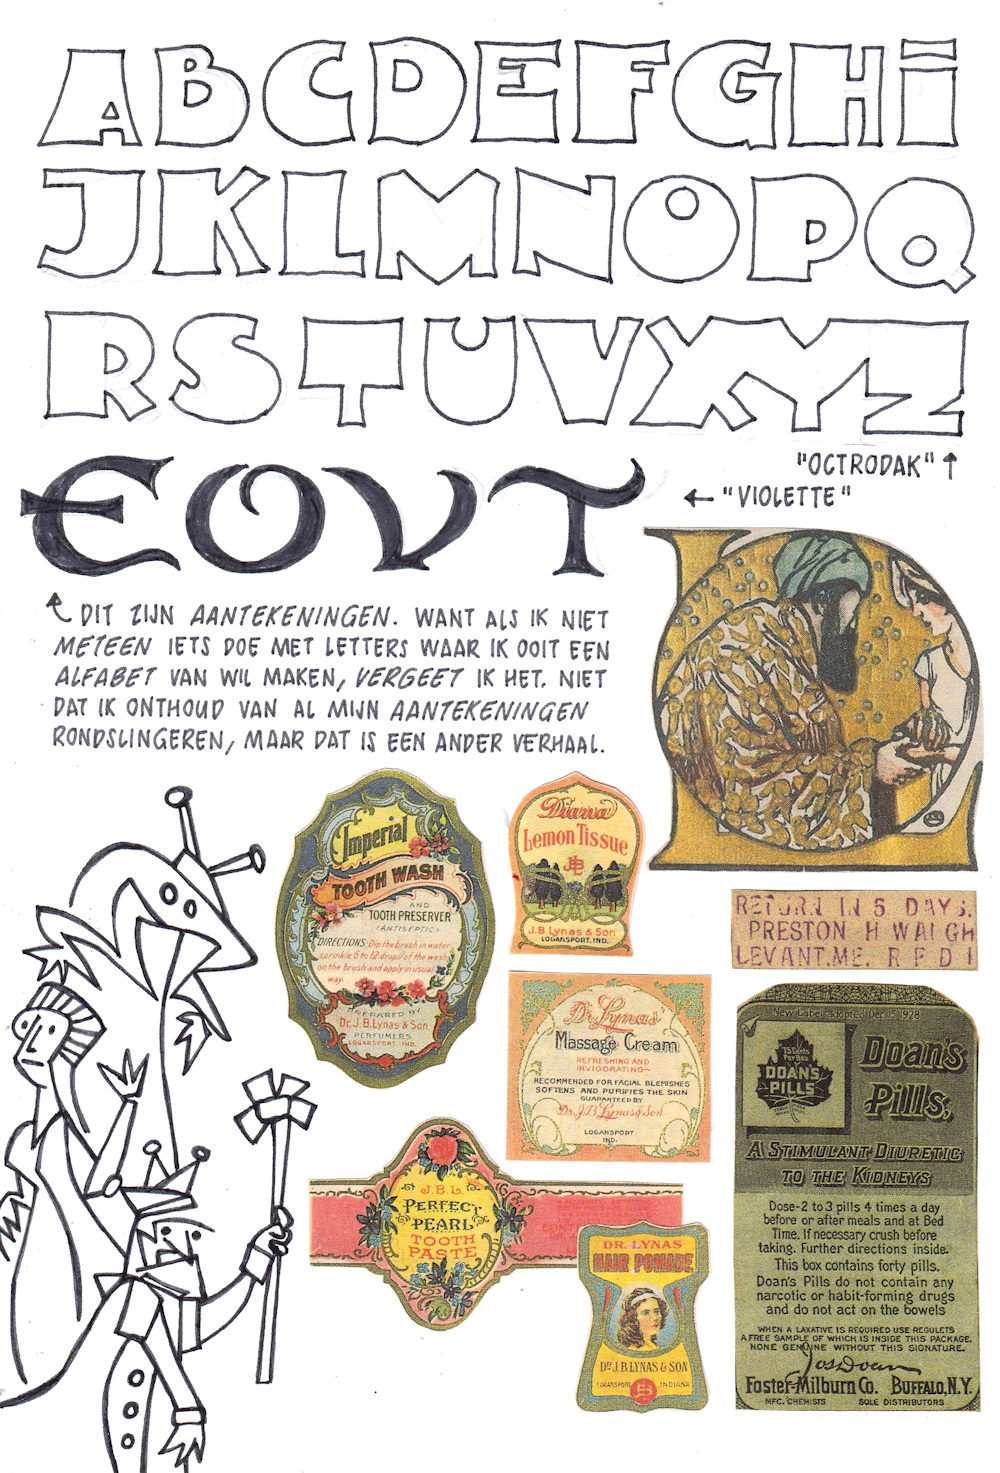 ABCDEFGHI
JKLMNOPQ
RSTUVXYZ
"OCTRODAK" ↑
← "VIOLETTE"
EOVT
DIT ZIJN AANTEKENINGEN. WANT ALS IK NIET
METEEN IETS DOE MET LETTERS WAAR IK OOIT EEN
ALFABET VAN WIL MAKEN, VERGEET IK HET. NIET
DAT IK ONTHOUD VAN AL MIJN AANTEKENINGEN
RONDSLINGEREN, MAAR DAT IS EEN ANDER VERHAAL.
Imperial
TOOTH WASH
AND
TOOTH PRESERVER
(ANTISEPTIC)
DIRECTIONS: Dip the brush in water,
sprinkle 6 to 12 drops of the wash
on the brush and apply in usual
way.
PREPARED BY
Dr. J. B. Lynas & Son
PERFUMERS,
LOGANSPORT, IND.
Diana
Lemon Tissue
J. B. Lynas & Son
LOGANSPORT, IND.
RETURN IN 5 DAYS.
PRESTON H WAUGH
LEVANT, ME. R F D 1
Dr. Lynas
Massage Cream
REFRESHING AND
INVIGORATING
RECOMMENDED FOR FACIAL BLEMISHES
SOFTENS AND PURIFIES THE SKIN
GUARANTEED BY
Dr. J. B. Lynas & Son
LOGANSPORT
IND.
J. B. L.
PERFECT
PEARL
TOOTH
PASTE
DR. LYNAS
HAIR POMADE
DR. J. B. LYNAS & SON
LOGANSPORT INDIANA
New Label adopted Dec. 15, 1928
75 Cents
Per Box
DOAN'S
PILLS
Doan's
Pills,
A STIMULANT DIURETIC
TO THE KIDNEYS
Dose-2 to 3 pills 4 times a day
before or after meals and at Bed
Time. If necessary crush before
taking. Further directions inside.
This box contains forty pills.
Doan's Pills do not contain any
narcotic or habit-forming drugs
and do not act on the bowels
WHEN A LAXATIVE IS REQUIRED USE REGULETS
A FREE SAMPLE OF WHICH IS INSIDE THIS PACKAGE.
NONE GENUINE WITHOUT THIS SIGNATURE.
Jos Doan
Foster-Milburn Co. BUFFALO, N.Y.
MFG. CHEMISTS SOLE DISTRIBUTORS